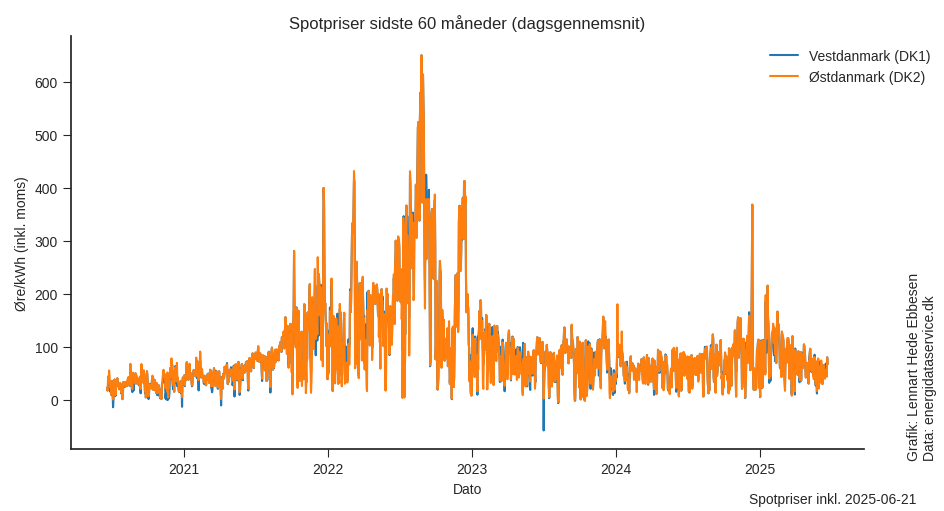 Spotpriser sidste 60 måneder (dagsgennemsnit)
Vestdanmark (DK1)
Østdanmark (DK2)
Øre/kWh (inkl. moms)
600
500
400
300
200
100
0
2021
2022
2023
2024
2025
Dato
Grafik: Lennart Hede Ebbesen
Data: energidataservice.dk
Spotpriser inkl. 2025-06-21